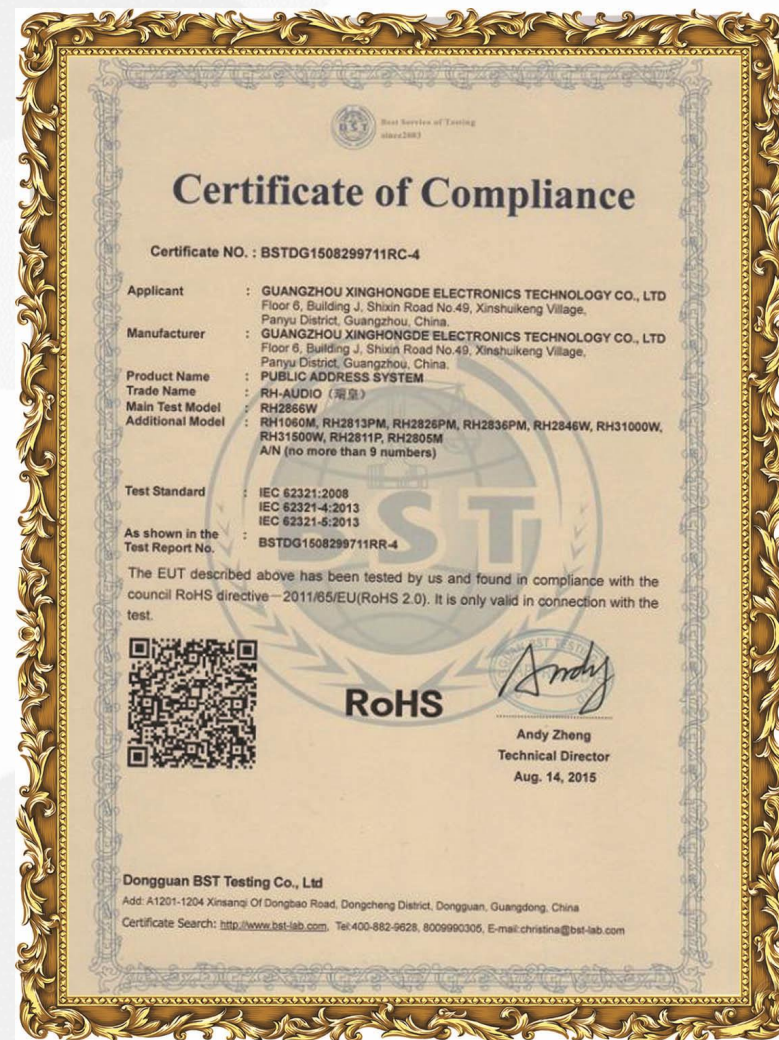 B.S.T
Best Service of Testing
since2003
Certificate of Compliance
Certificate NO. : BSTDG1508299711RC-4
Applicant : GUANGZHOU XINGHONGDE ELECTRONICS TECHNOLOGY CO., LTD
Floor 6, Building J, Shixin Road No.49, Xinshuikeng Village,
Panyu District, Guangzhou, China.
Manufacturer : GUANGZHOU XINGHONGDE ELECTRONICS TECHNOLOGY CO., LTD
Floor 6, Building J, Shixin Road No.49, Xinshuikeng Village,
Panyu District, Guangzhou, China.
Product Name : PUBLIC ADDRESS SYSTEM
Trade Name : RH-AUDIO（瑞皇）
Main Test Model : RH2866W
Additional Model : RH1060M, RH2813PM, RH2826PM, RH2836PM, RH2846W, RH31000W,
RH31500W, RH2811P, RH2805M
A/N (no more than 9 numbers)
Test Standard : IEC 62321:2008
IEC 62321-4:2013
IEC 62321-5:2013
As shown in the :
Test Report No. BSTDG1508299711RR-4
BST
The EUT described above has been tested by us and found in compliance with the
council RoHS directive—2011/65/EU(RoHS 2.0). It is only valid in connection with the
test.
RoHS
Andy
Andy Zheng
Technical Director
Aug. 14, 2015
Dongguan BST Testing Co., Ltd
Add: A1201-1204 Xinsanqi Of Dongbao Road, Dongcheng District, Dongguan, Guangdong, China
Certificate Search: http://www.bst-lab.com, Tel:400-882-9628, 8009990305, E-mail:christina@bst-lab.com